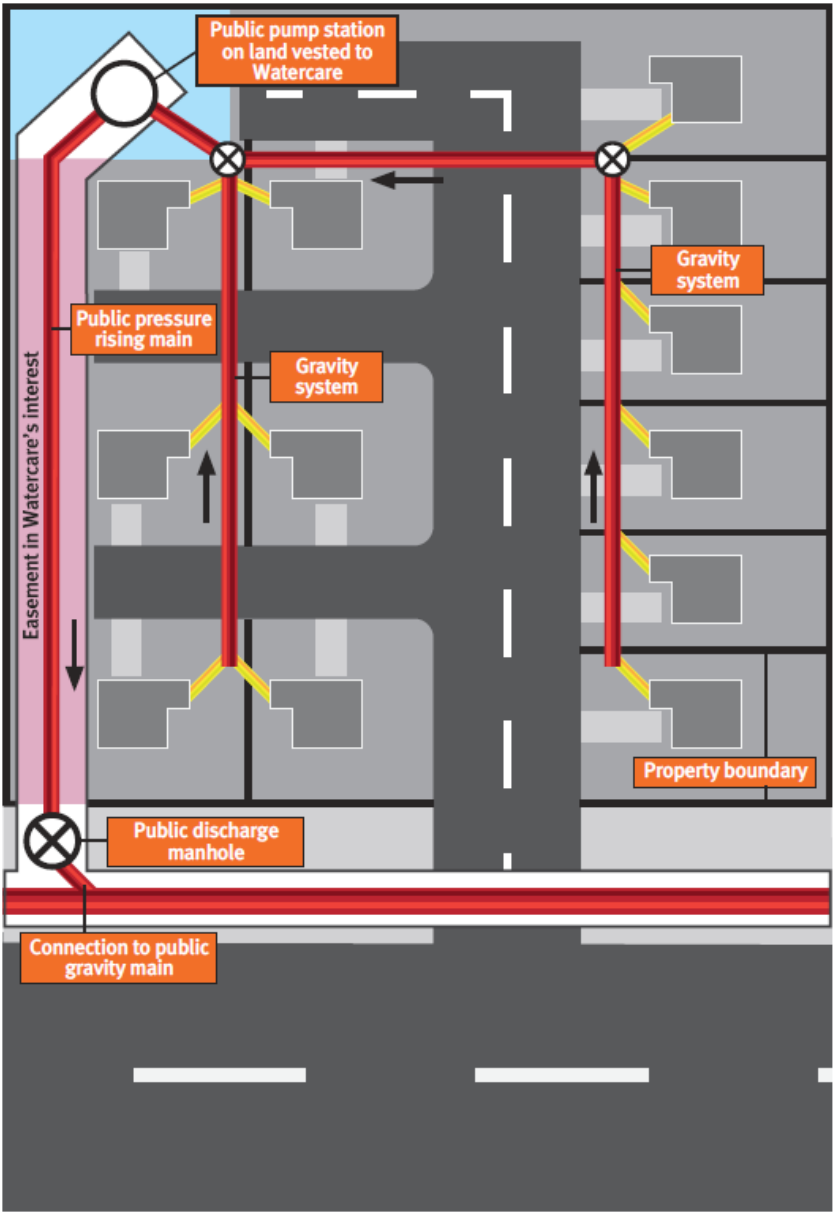 Public pump station
on land vested to
Watercare
Gravity
system
Public pressure
rising main
Gravity
system
Easement in Watercare's interest
Property boundary
Public discharge
manhole
Connection to public
gravity main